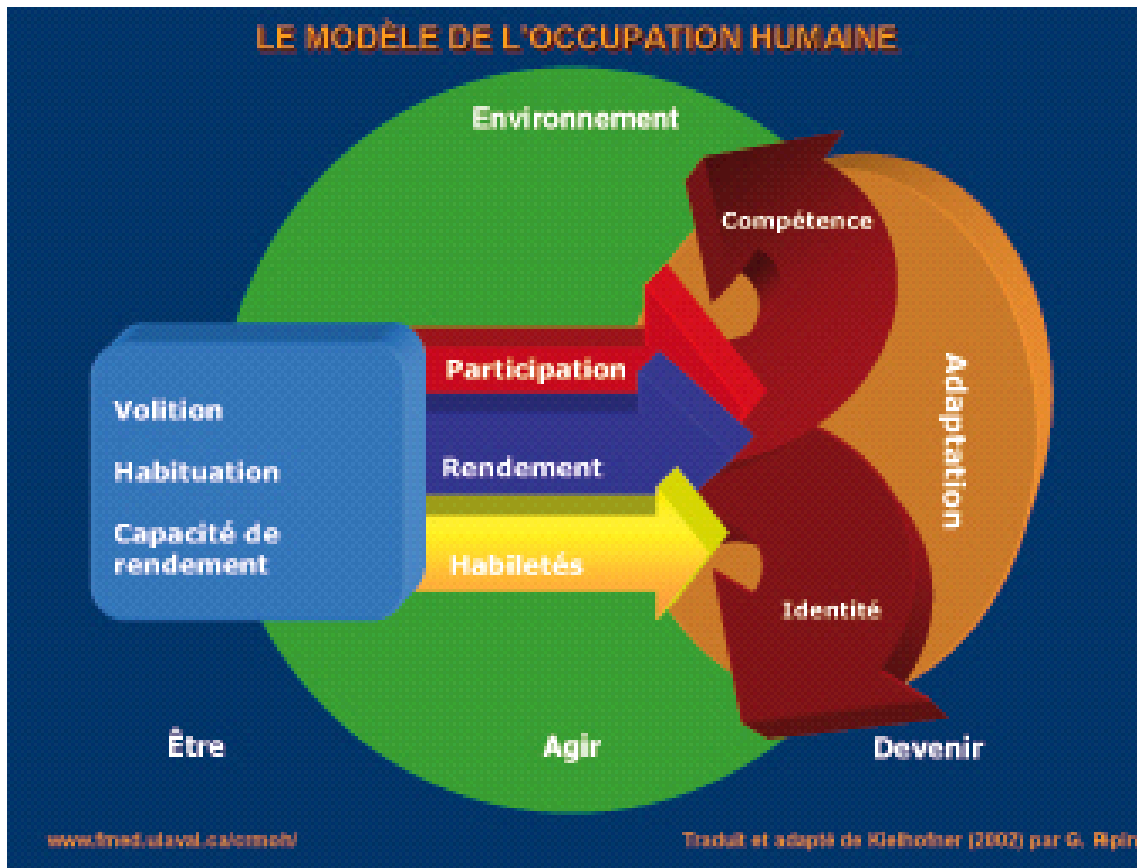 LE MODÈLE DE L'OCCUPATION HUMAINE
Environnement
Compétence
Participation
Volition
Rendement
Habituation
Capacité de
rendement
Habiletés
Adaptation
Identité
Être
Agir
Devenir
www.fmed.ulaval.ca/crmoh/
Traduit et adapté de Kielhofner (2002) par G.